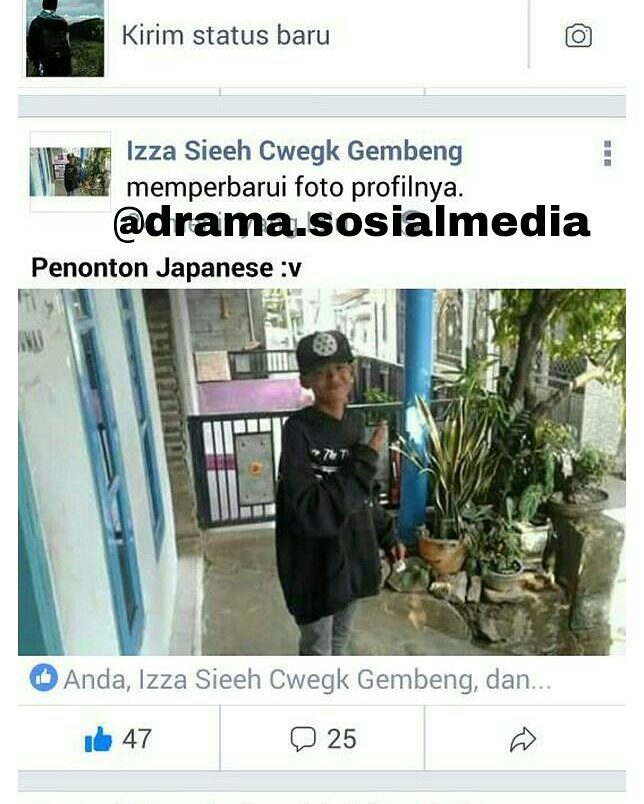 Kirim status baru
Izza Sieeh Cwegk Gembeng
memperbarui foto profilnya.
@drama.sosialmedia
Penonton Japanese :v
The T
Anda, Izza Sieeh Cwegk Gembeng, dan...
47
25